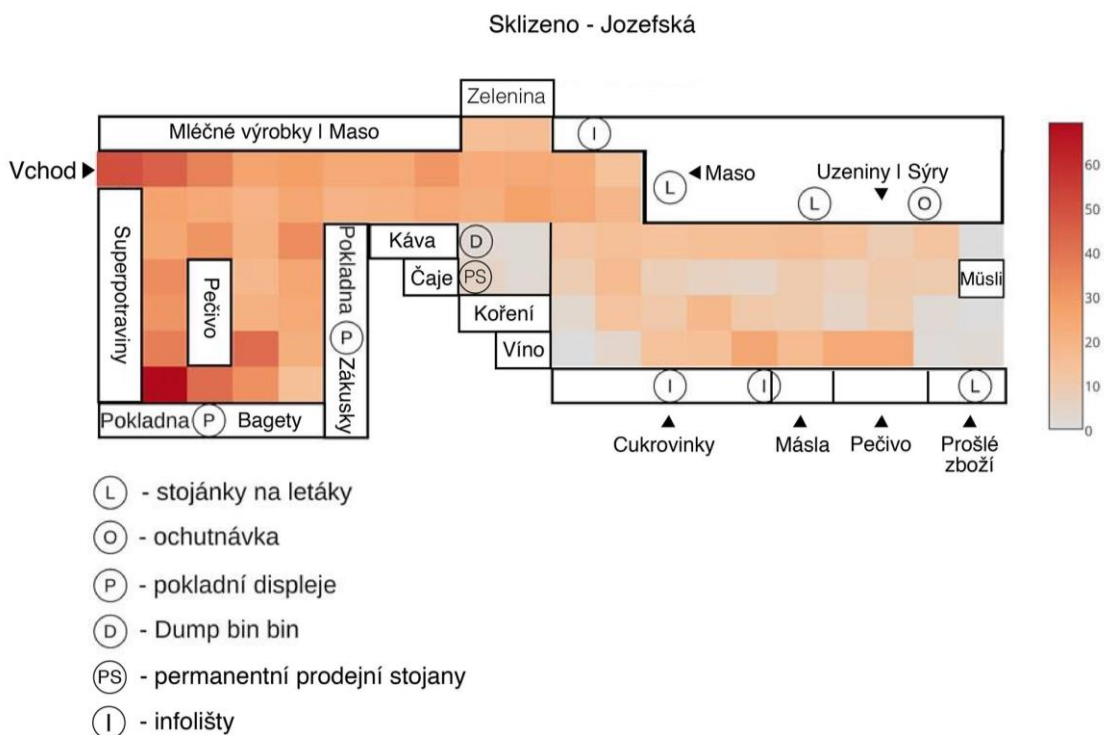 Sklizeno - Jozefská
Zelenina
Mléčné výrobky | Maso
I
Vchod
Maso
L
Uzeniny | Sýry
L
O
60
50
40
30
20
10
0
Superpotraviny
Pečivo
Pokladna
P
Zákusky
Káva
D
Čaje
PS
Koření
Víno
Müsli
Pokladna
P
Bagety
I
I
L
Cukrovinky
Másla
Pečivo
Prošlé
zboží
L - stojánky na letáky
O - ochutnávka
P - pokladní displeje
D - Dump bin bin
PS - permanentní prodejní stojany
I - infolišty